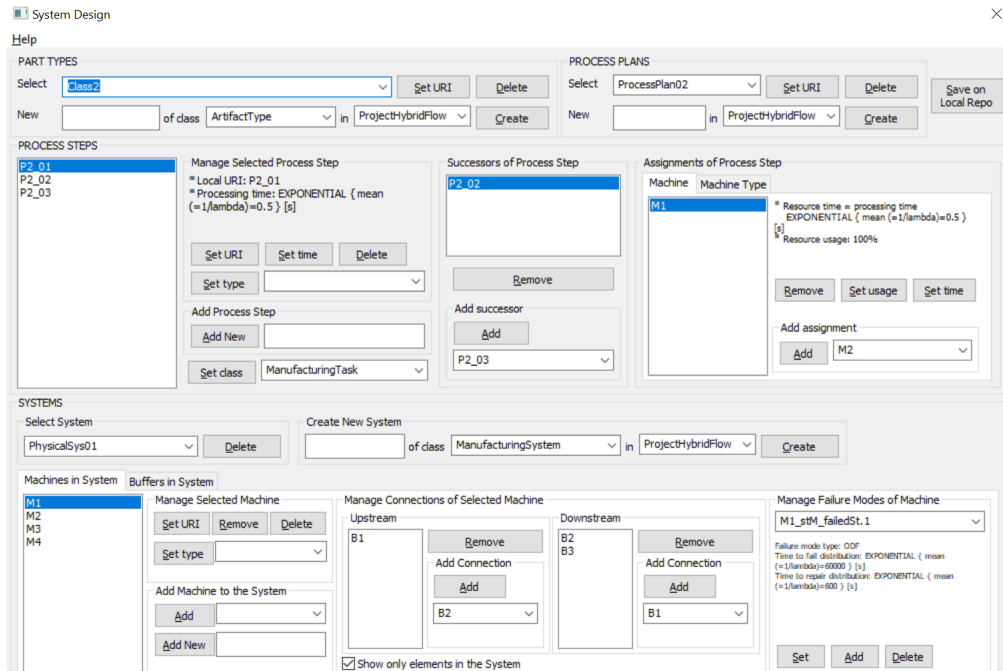 System Design
Help
PART TYPES
Select Class2 Set URI Delete
New of class ArtifactType in ProjectHybridFlow Create
PROCESS PLANS
Select ProcessPlan02 Set URI Delete
New in ProjectHybridFlow Create
Save on
Local Repo
PROCESS STEPS
P2_01
P2_02
P2_03
Manage Selected Process Step
* Local URI: P2_01
* Processing time: EXPONENTIAL { mean
(=1/lambda)=0.5 } [s]
Set URI Set time Delete
Set type
Add Process Step
Add New
Set class ManufacturingTask
Successors of Process Step
P2_02
Remove
Add successor
Add
P2_03
Assignments of Process Step
Machine Machine Type
M1
* Resource time = processing time
EXPONENTIAL { mean (=1/lambda)=0.5 }
[s]
* Resource usage: 100%
Remove Set usage Set time
Add assignment
Add M2
SYSTEMS
Select System
PhysicalSys01 Delete
Create New System
of class ManufacturingSystem in ProjectHybridFlow Create
Machines in System Buffers in System
M1
M2
M3
M4
Manage Selected Machine
Set URI Remove Delete
Set type
Add Machine to the System
Add
Add New
Manage Connections of Selected Machine
Upstream
B1
Remove
Add Connection
Add
B2
Downstream
B2
B3
Remove
Add Connection
Add
B1
Show only elements in the System
Manage Failure Modes of Machine
M1_stM_failedSt.1
Failure mode type: ODF
Time to fail distribution: EXPONENTIAL { mean
(=1/lambda)=60000 } [s]
Time to repair distribution: EXPONENTIAL { mean
(=1/lambda)=600 } [s]
Set Add Delete